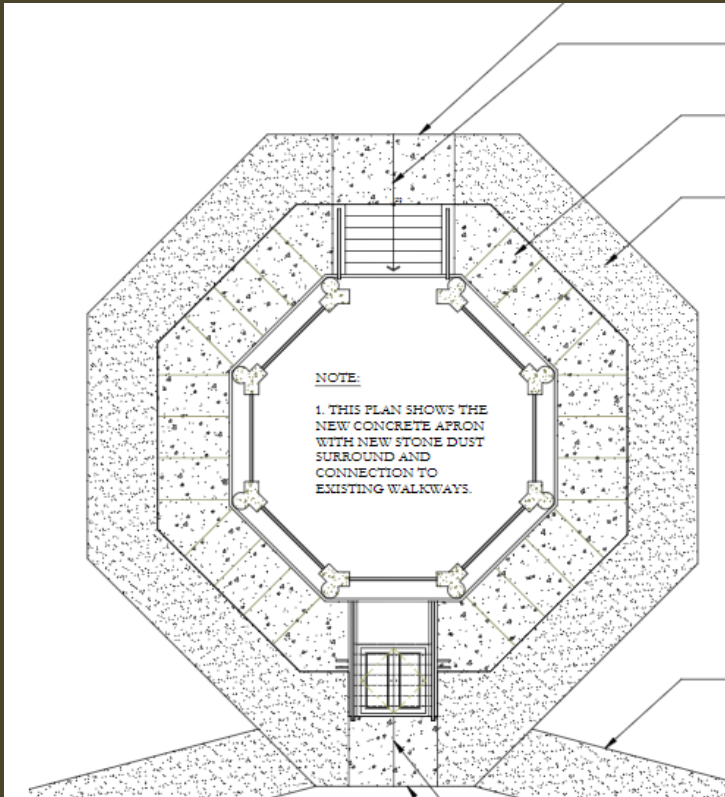 NOTE:
1. THIS PLAN SHOWS THE
NEW CONCRETE APRON
WITH NEW STONE DUST
SURROUND AND
CONNECTION TO
EXISTING WALKWAYS.